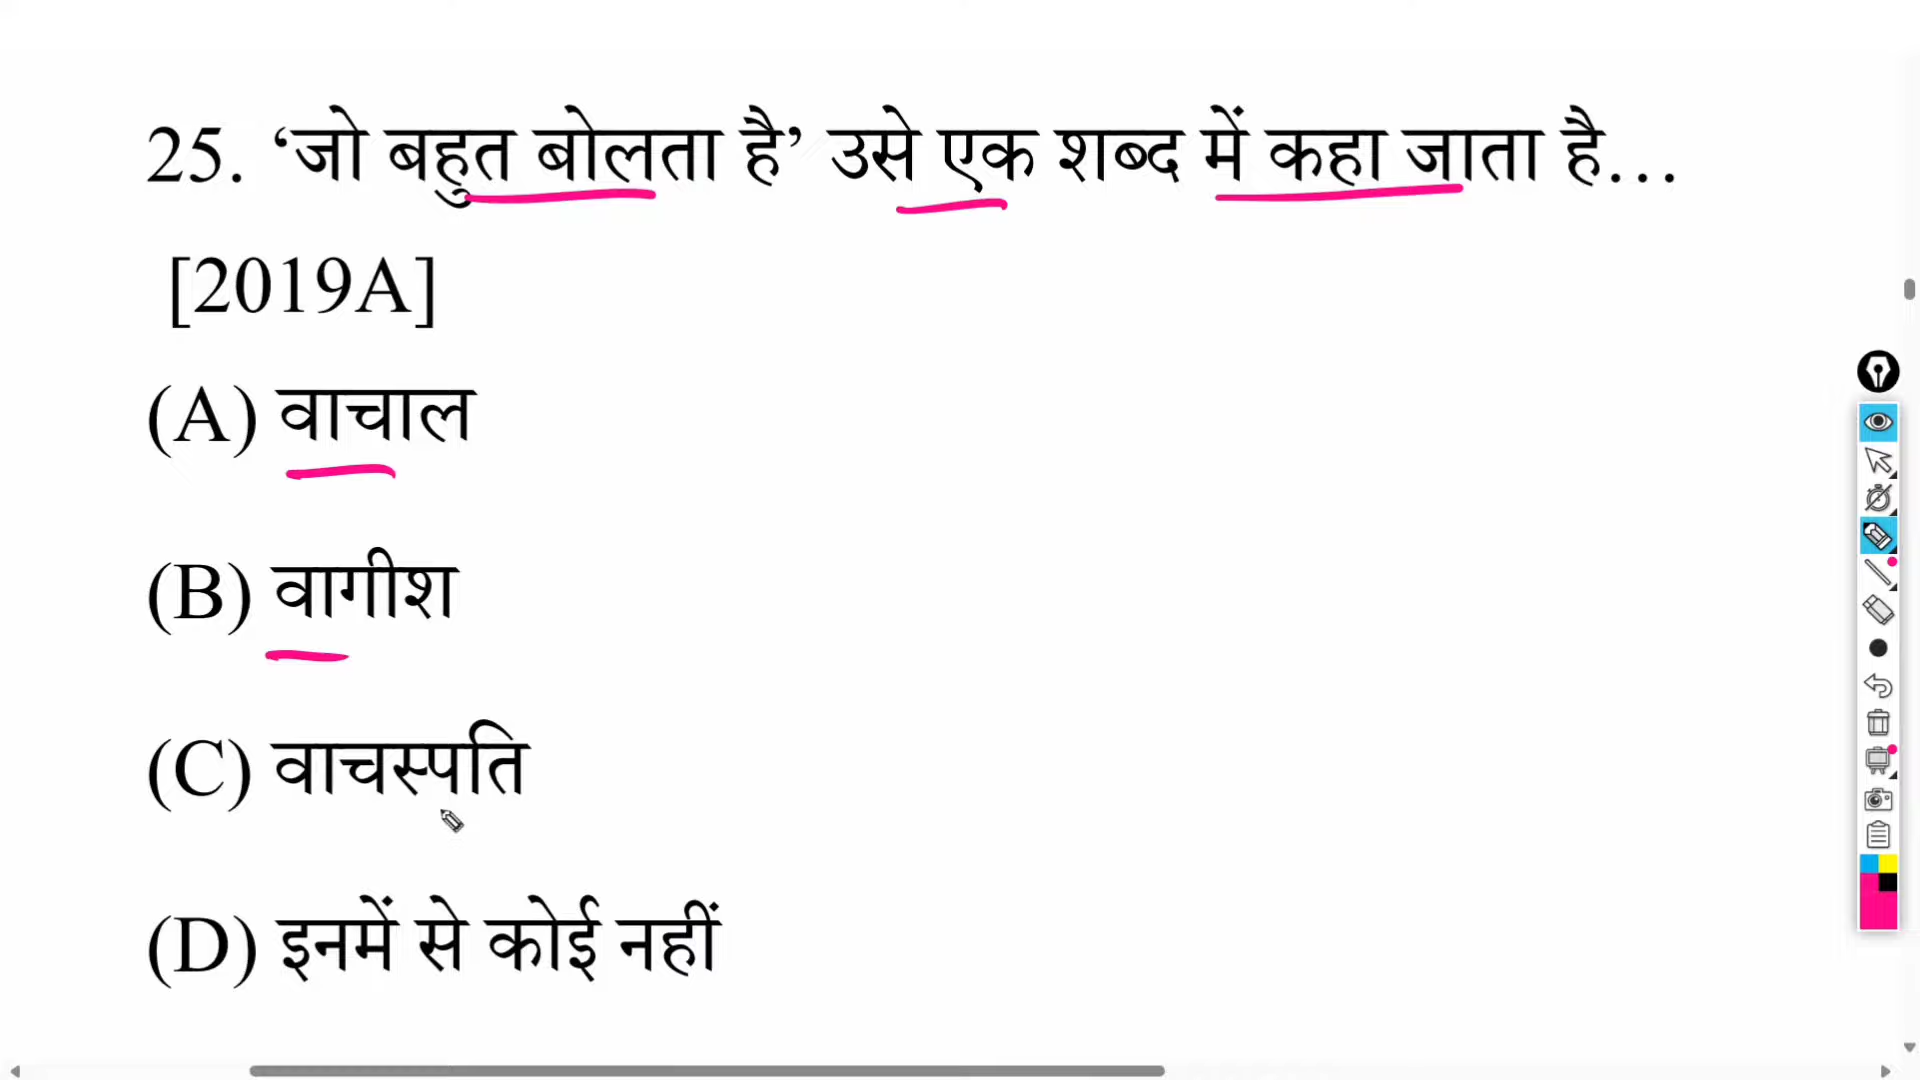 25. ‘जो बहुत बोलता है’ उसे एक शब्द में कहा जाता है…
[2019A]
(A) वाचाल
(B) वागीश
(C) वाचस्पति
(D) इनमें से कोई नहीं